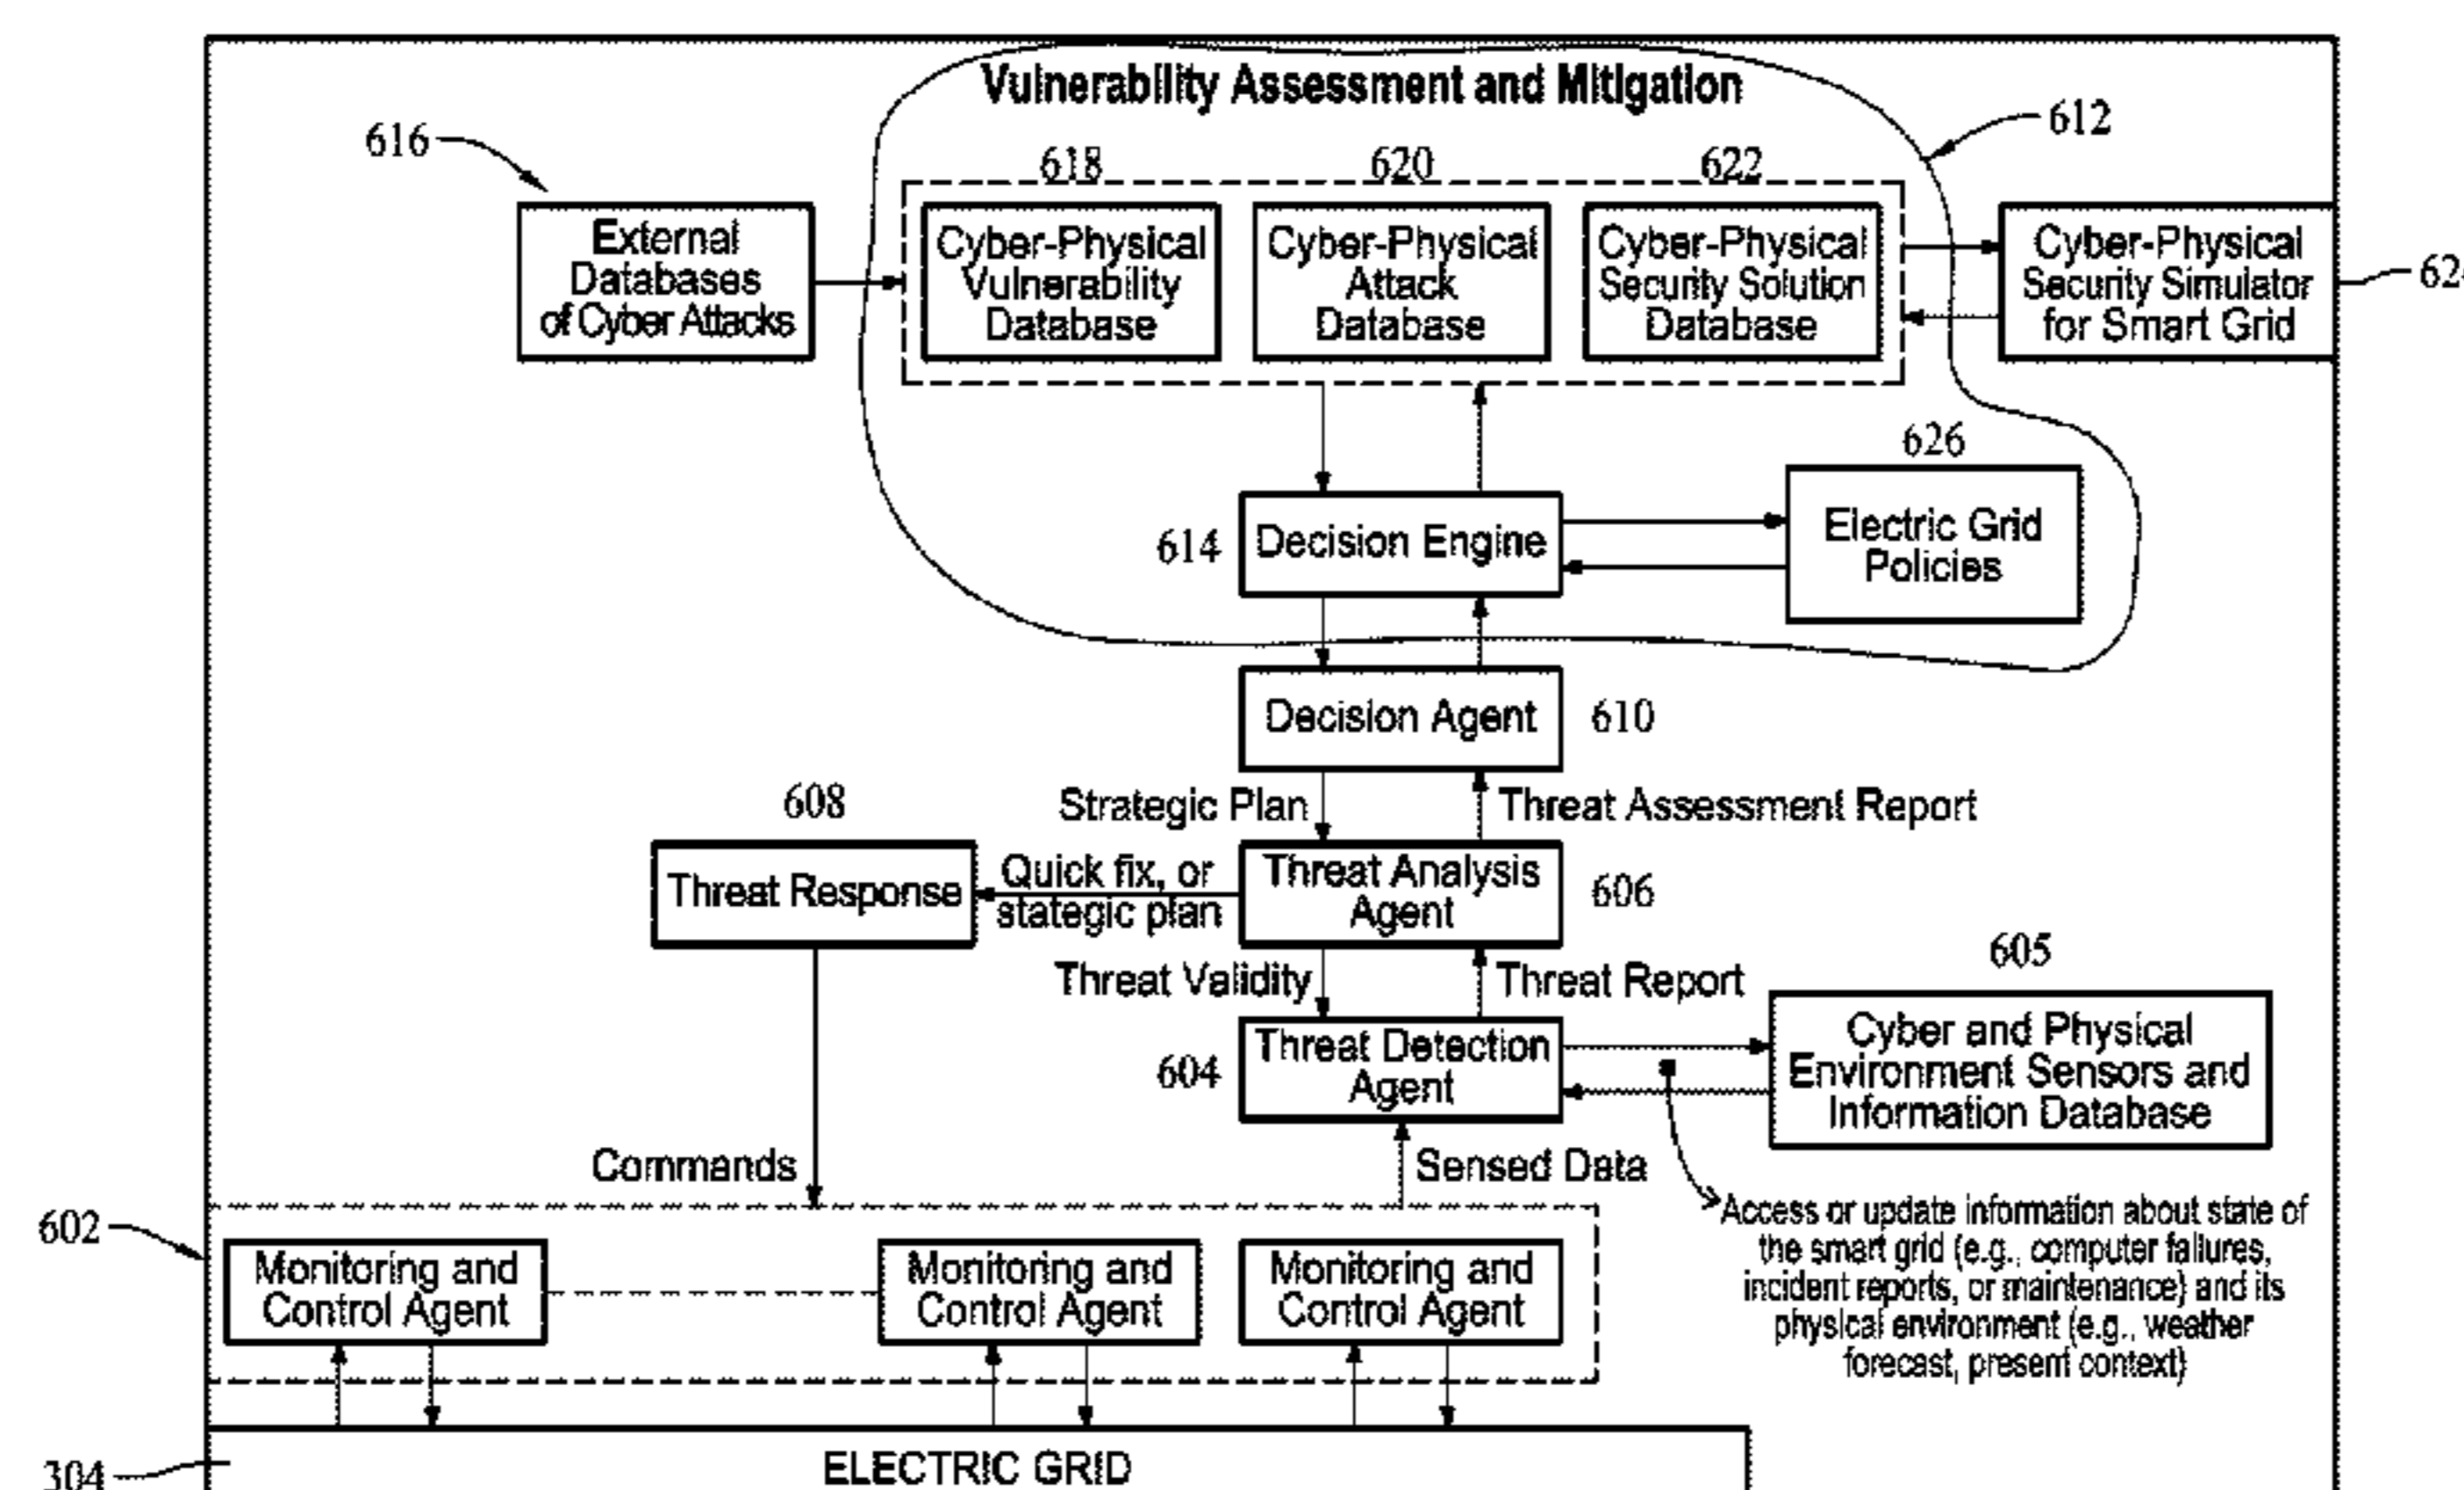 Vulnerability Assessment and Mitigation
616
612
618
620
622
External
Databases
of Cyber Attacks
Cyber-Physical
Vulnerability
Database
Cyber-Physical
Attack
Database
Cyber-Physical
Security Solution
Database
Cyber-Physical
Security Simulator
for Smart Grid
626
614
Decision Engine
Electric Grid
Policies
Decision Agent
610
608
Strategic Plan
Threat Assessment Report
Threat Response
Quick fix, or
stategic plan
Threat Analysis
Agent
606
605
Threat Validity
Threat Report
604
Threat Detection
Agent
Cyber and Physical
Environment Sensors and
Information Database
Commands
Sensed Data
602
Access or update information about state of
the smart grid (e.g., computer failures,
incident reports, or maintenance) and its
physical environment (e.g., weather
forecast, present context)
Monitoring and
Control Agent
Monitoring and
Control Agent
Monitoring and
Control Agent
304
ELECTRIC GRID